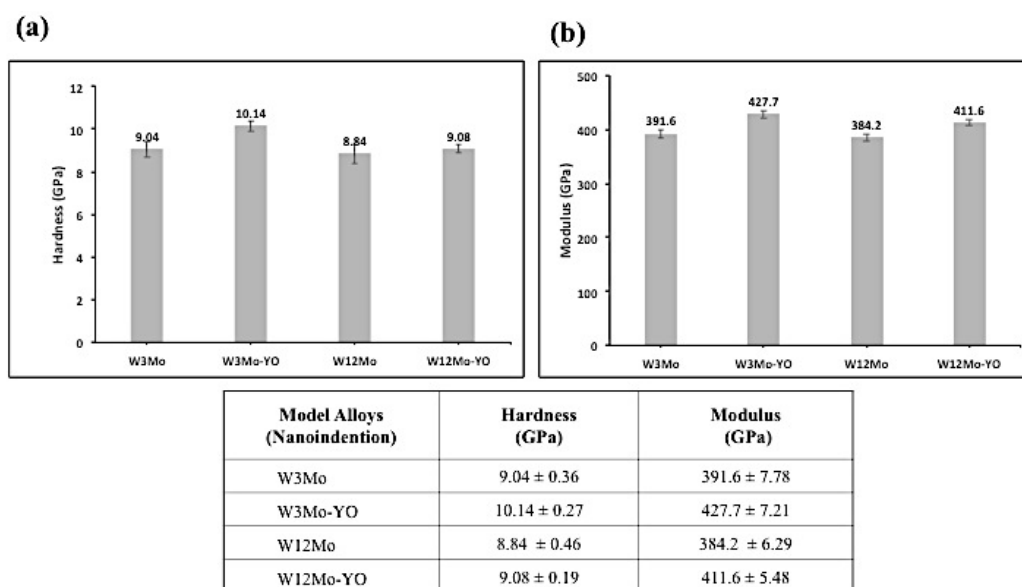 (a)
(b)
Hardness (GPa)
12
10
8
6
4
2
0
9.04
10.14
8.84
9.08
W3Mo
W3Mo-YO
W12Mo
W12Mo-YO
Modulus (GPa)
500
400
300
200
100
0
391.6
427.7
384.2
411.6
W3Mo
W3Mo-YO
W12Mo
W12Mo-YO
Model Alloys Hardness Modulus
(Nanoindention) (GPa) (GPa)
W3Mo 9.04 ± 0.36 391.6 ± 7.78
W3Mo-YO 10.14 ± 0.27 427.7 ± 7.21
W12Mo 8.84 ± 0.46 384.2 ± 6.29
W12Mo-YO 9.08 ± 0.19 411.6 ± 5.48